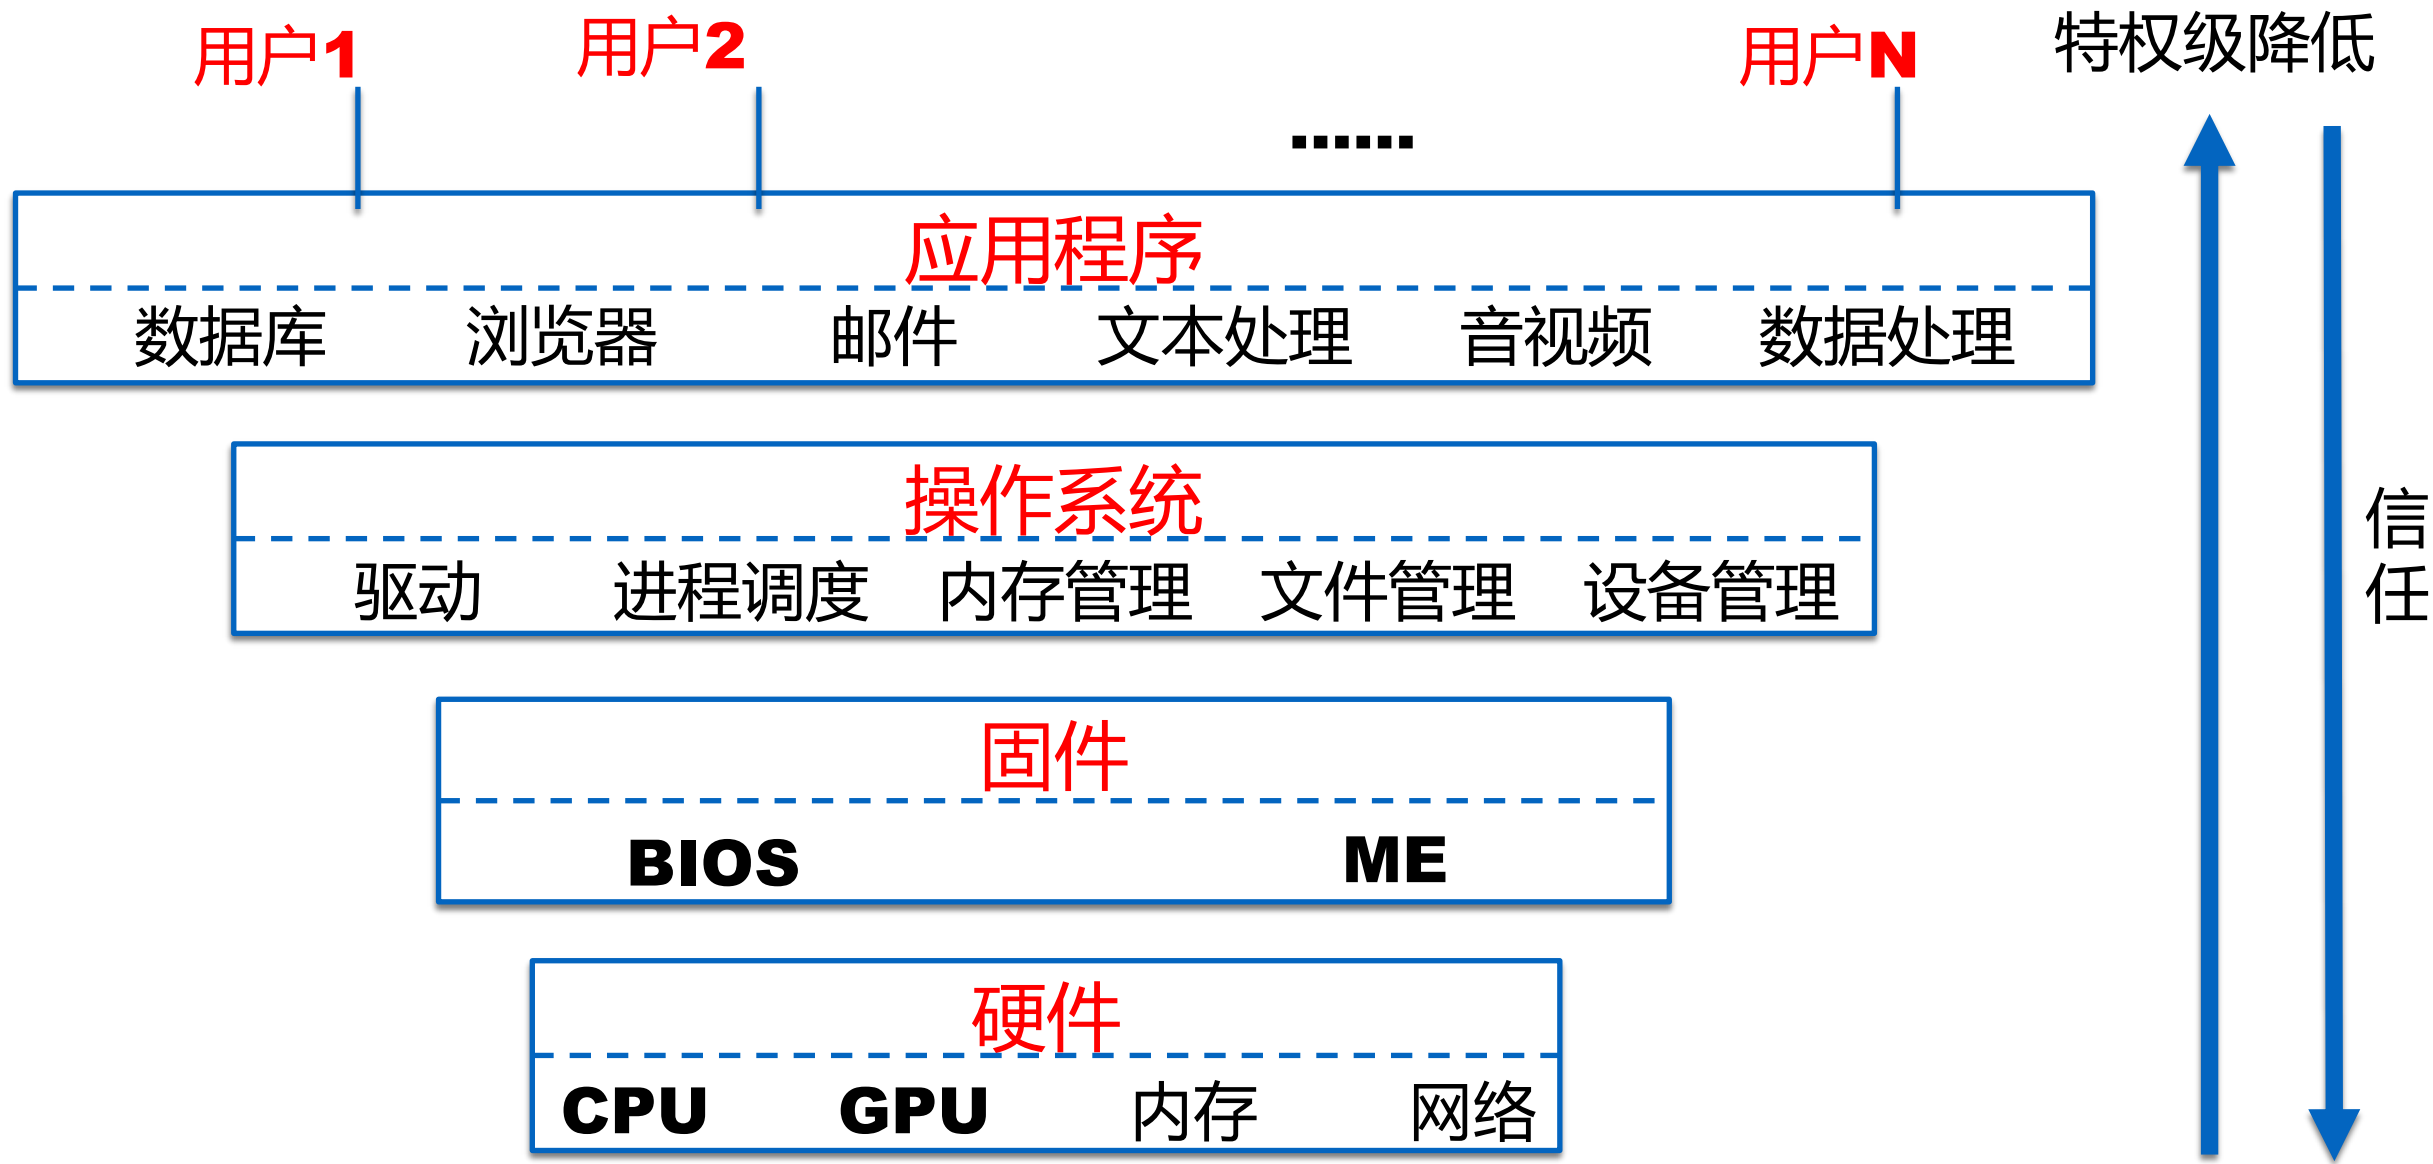 用户1
用户2
用户N
特权级降低
......
应用程序
数据库 浏览器 邮件 文本处理 音视频 数据处理
操作系统
驱动 进程调度 内存管理 文件管理 设备管理
信任
固件
BIOS ME
硬件
CPU GPU 内存 网络